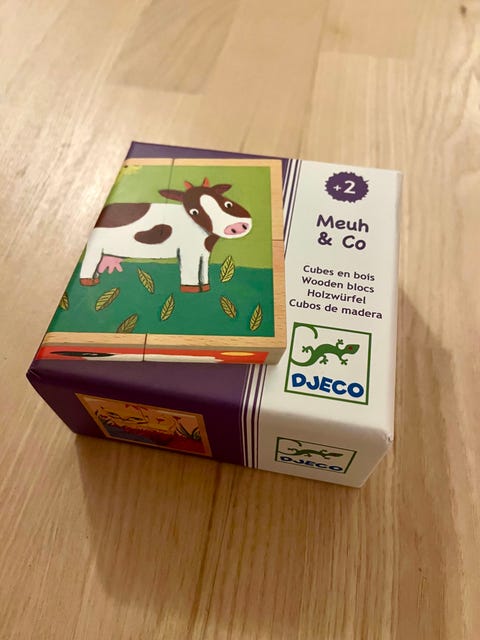 +2
Meuh
& Co
Cubes en bois
Wooden blocs
Holzwürfel
Cubos de madera
DJECO
DJECO